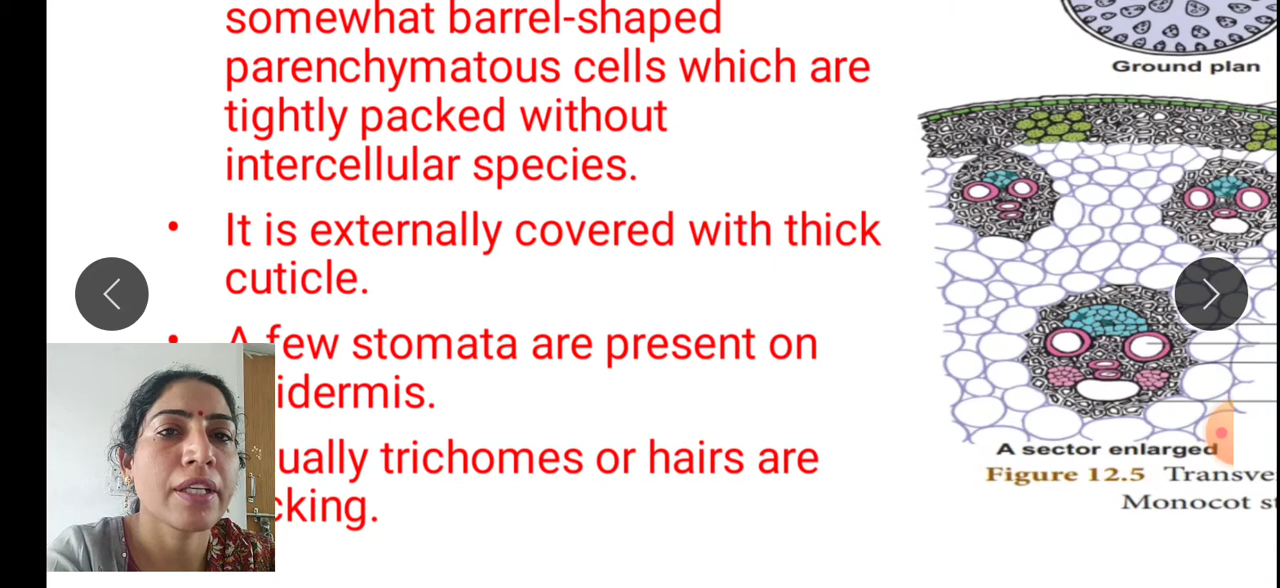 somewhat barrel-shaped
parenchymatous cells which are
tightly packed without
intercellular species.
• It is externally covered with thick
cuticle.
• A few stomata are present on
idermis.
ually trichomes or hairs are
cking.
Ground plan
A sector enlarged
Figure 12.5 Transve
Monocot s